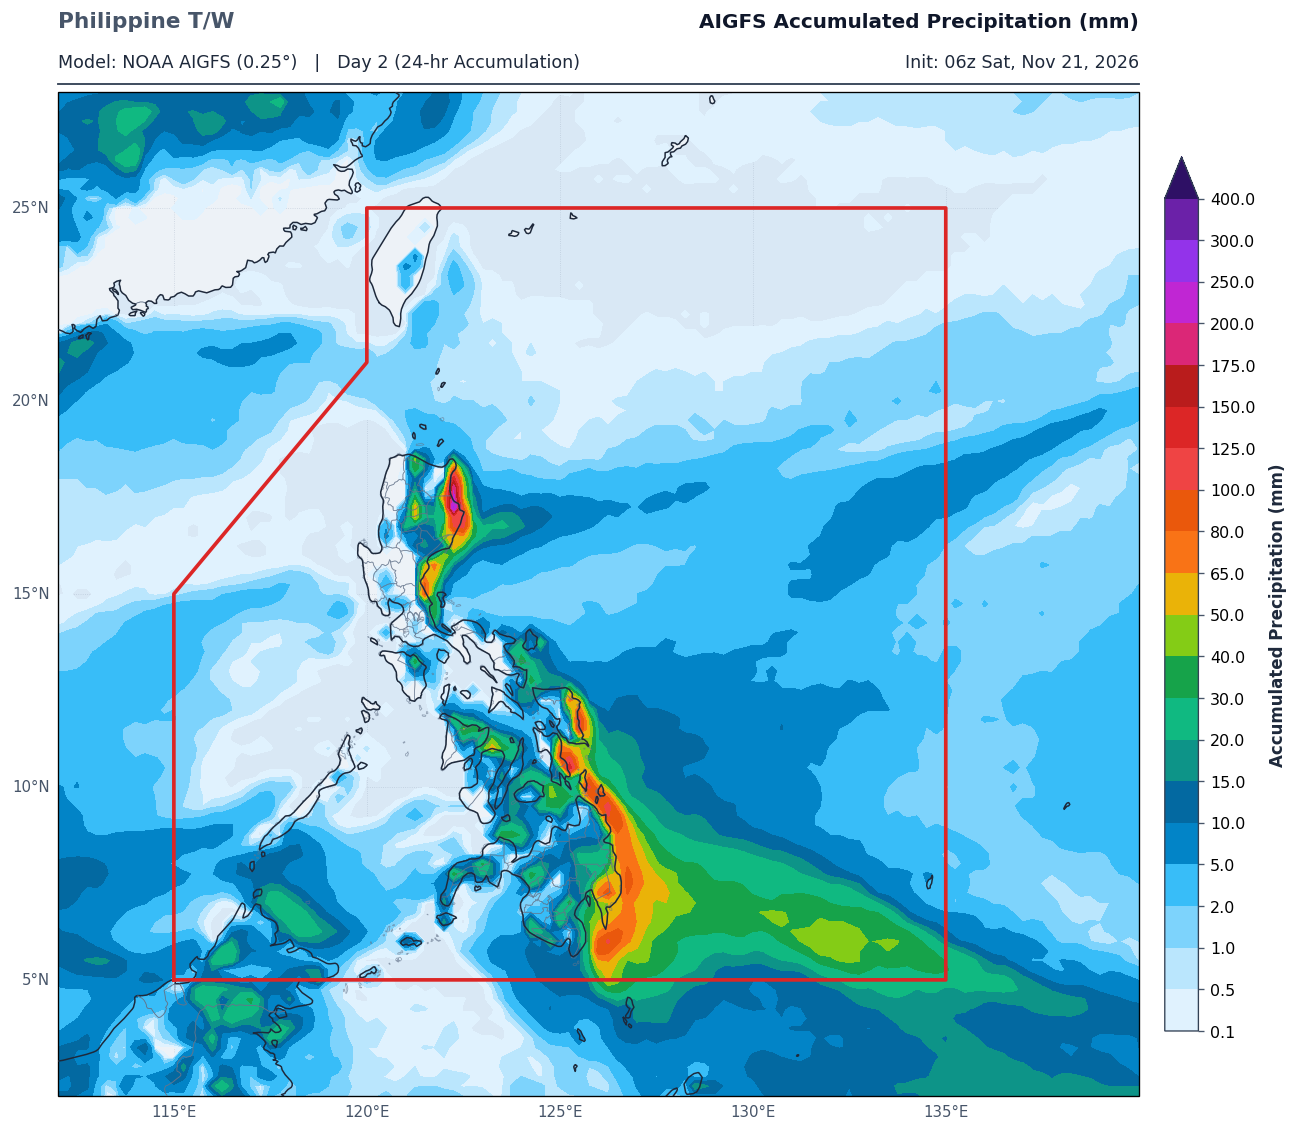 Philippine T/W
AIGFS Accumulated Precipitation (mm)
Model: NOAA AIGFS (0.25°)   |   Day 2 (24-hr Accumulation)
Init: 06z Sat, Nov 21, 2026
25°N
20°N
15°N
10°N
5°N
115°E
120°E
125°E
130°E
135°E
400.0
300.0
250.0
200.0
175.0
150.0
125.0
100.0
80.0
65.0
50.0
40.0
30.0
20.0
15.0
10.0
5.0
2.0
1.0
0.5
0.1
Accumulated Precipitation (mm)